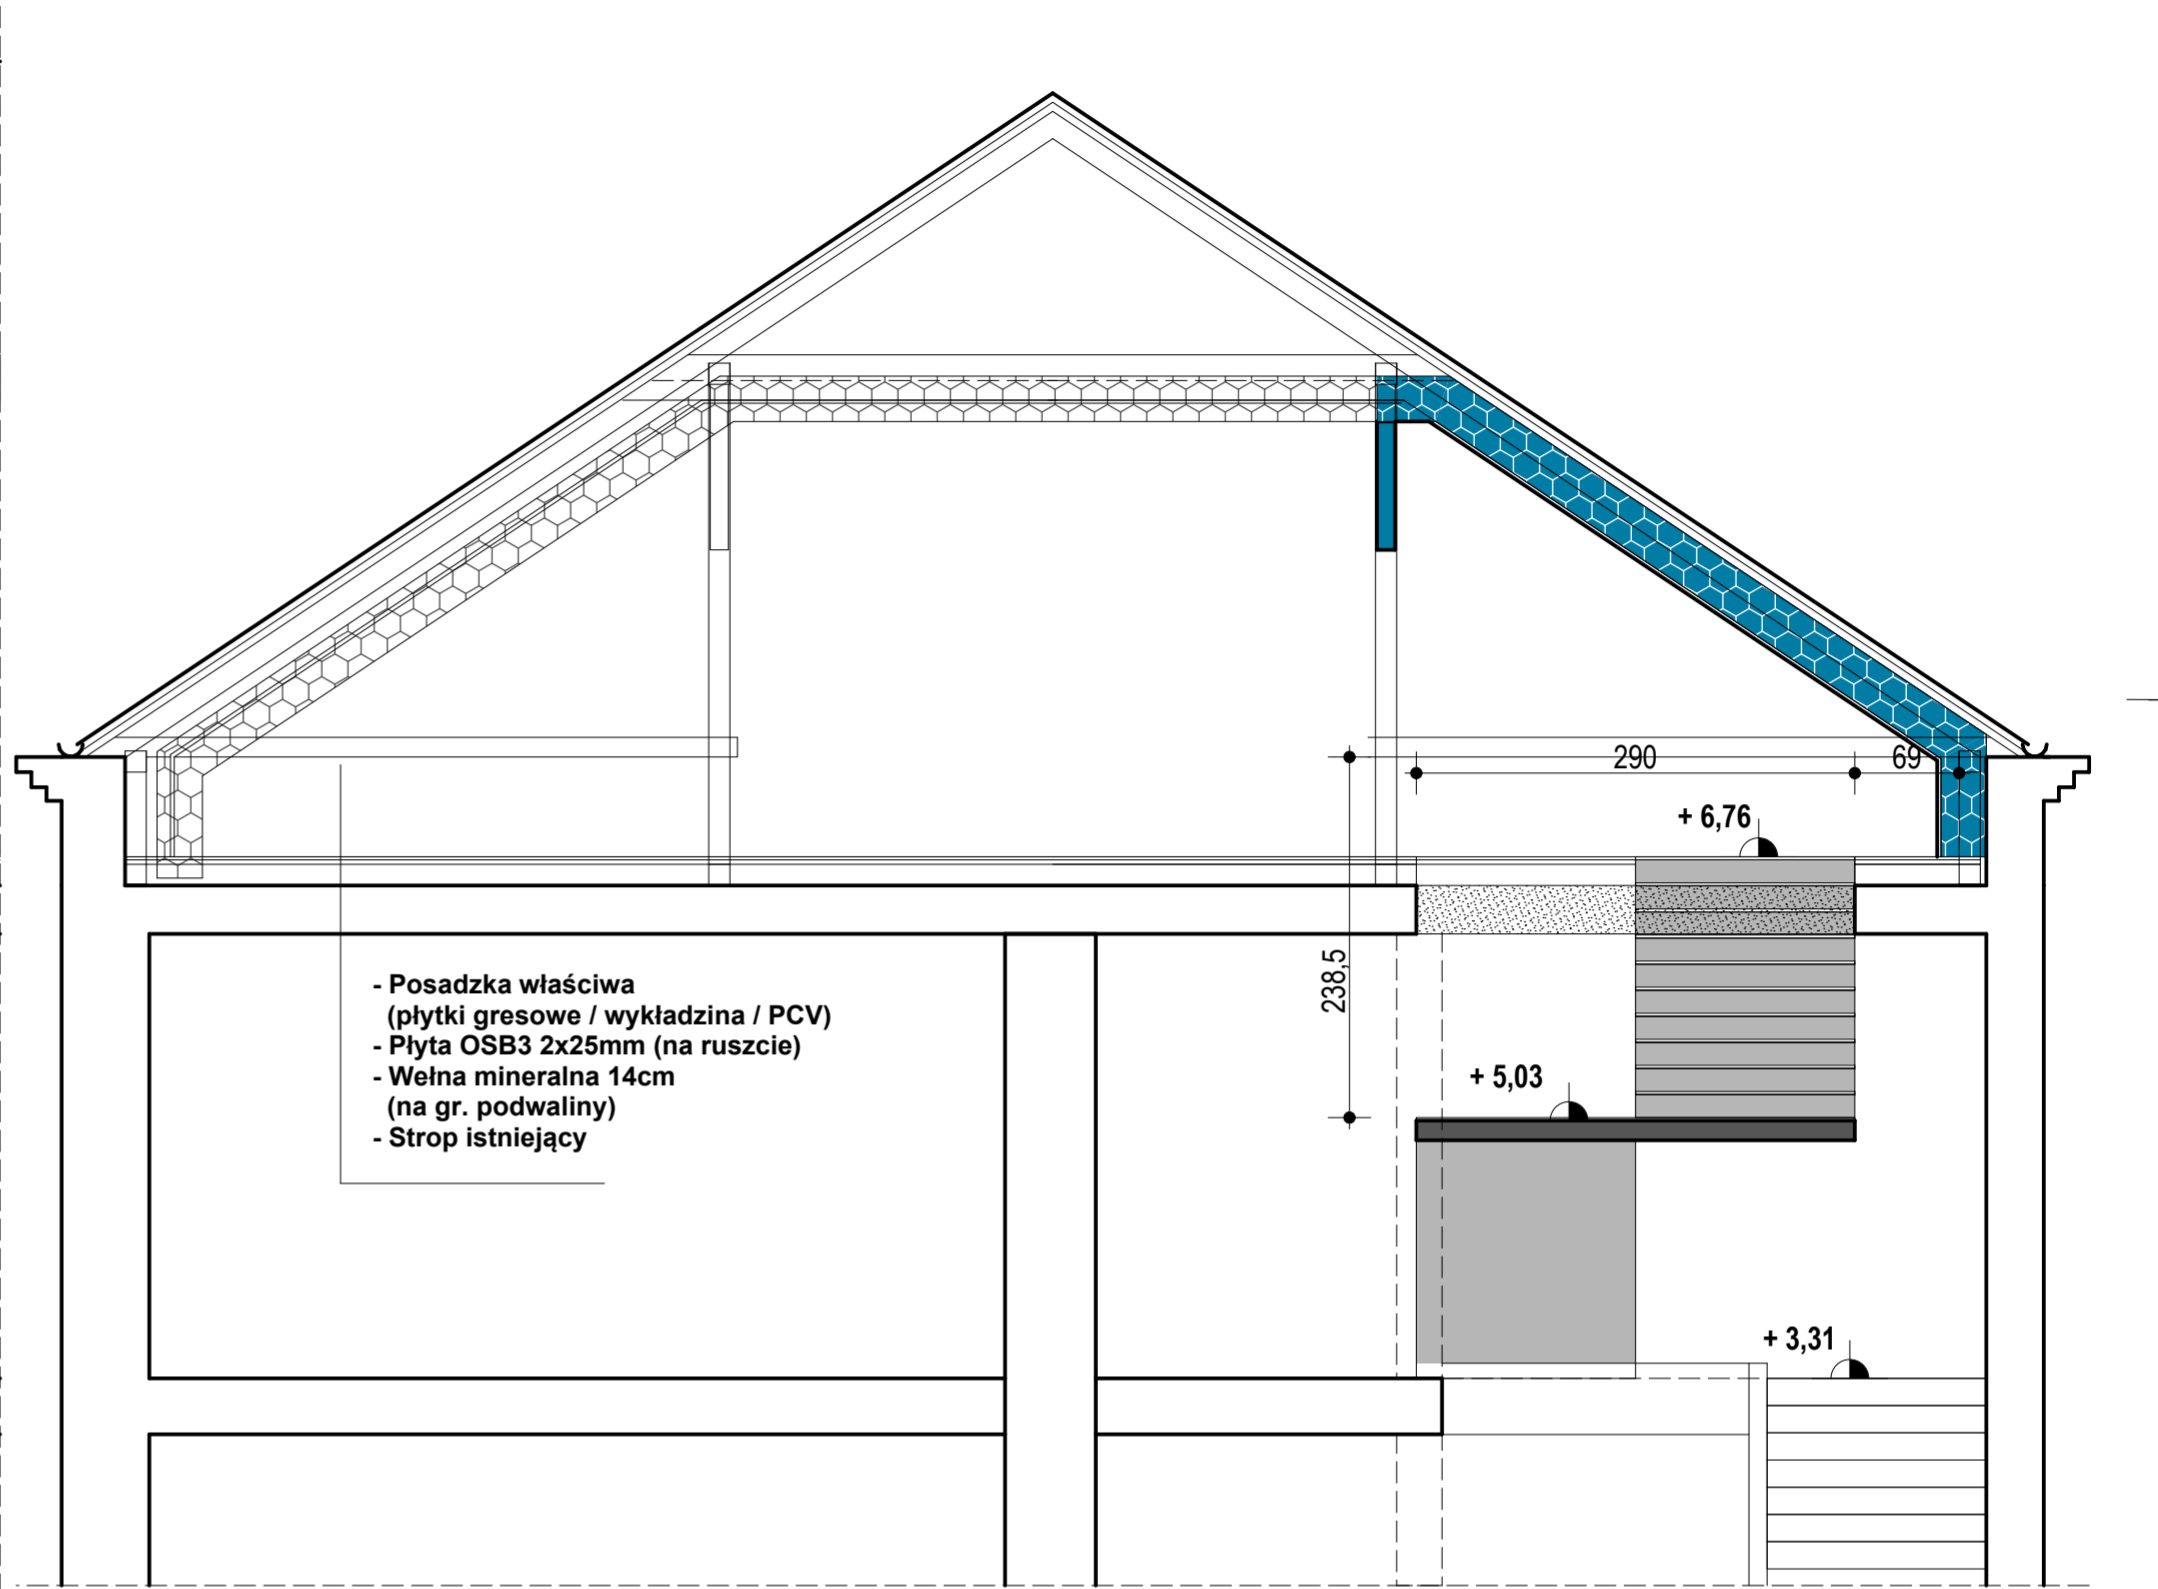 290
69
+ 6,76
238,5
- Posadzka właściwa
(płytki gresowe / wykładzina / PCV)
- Płyta OSB3 2x25mm (na ruszcie)
- Wełna mineralna 14cm
(na gr. podwaliny)
- Strop istniejący
+ 5,03
+ 3,31